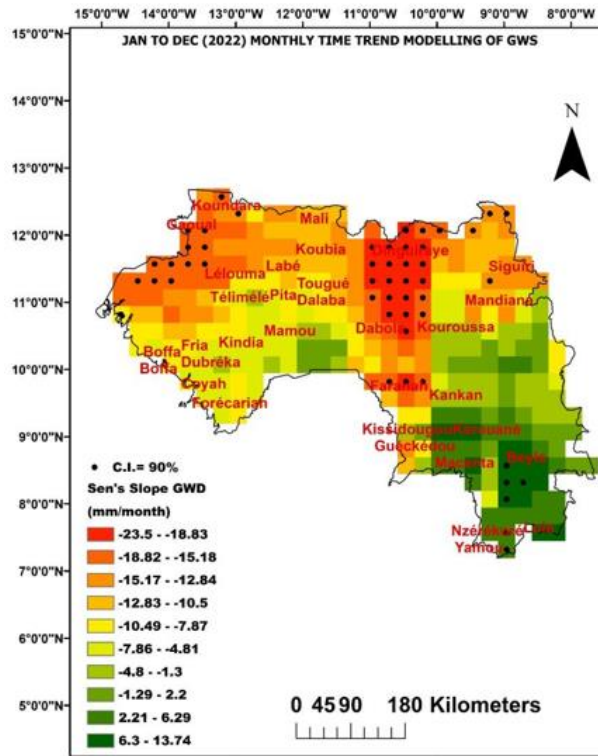 15°0'0"W 14°0'0"W 13°0'0"W 12°0'0"W 11°0'0"W 10°0'0"W 9°0'0"W 8°0'0"W
JAN TO DEC (2022) MONTHLY TIME TREND MODELLING OF GWS
15°0'0"N
14°0'0"N
13°0'0"N
12°0'0"N
11°0'0"N
10°0'0"N
9°0'0"N
8°0'0"N
7°0'0"N
6°0'0"N
5°0'0"N
N
Koundara
Mali
Gaoual
Koubia
Dinguiraye
Lélouma
Labé
Siguiri
Télimélé
Pita
Tougué
Dalaba
Mandiana
Mamou
Dabola
Kouroussa
Boffa
Fria
Kindia
Boffa
Dubréka
Coyah
Faranah
Kankan
Forécariah
Kissidougou
Kérouané
Guéckédou
Macenta
Beyla
Nzérékoré
Lola
Yamou
• C.I.= 90%
Sen's Slope GWD
(mm/month)
-23.5 - -18.83
-18.82 - -15.18
-15.17 - -12.84
-12.83 - -10.5
-10.49 - -7.87
-7.86 - -4.81
-4.8 - -1.3
-1.29 - 2.2
2.21 - 6.29
6.3 - 13.74
0 45 90 180 Kilometers